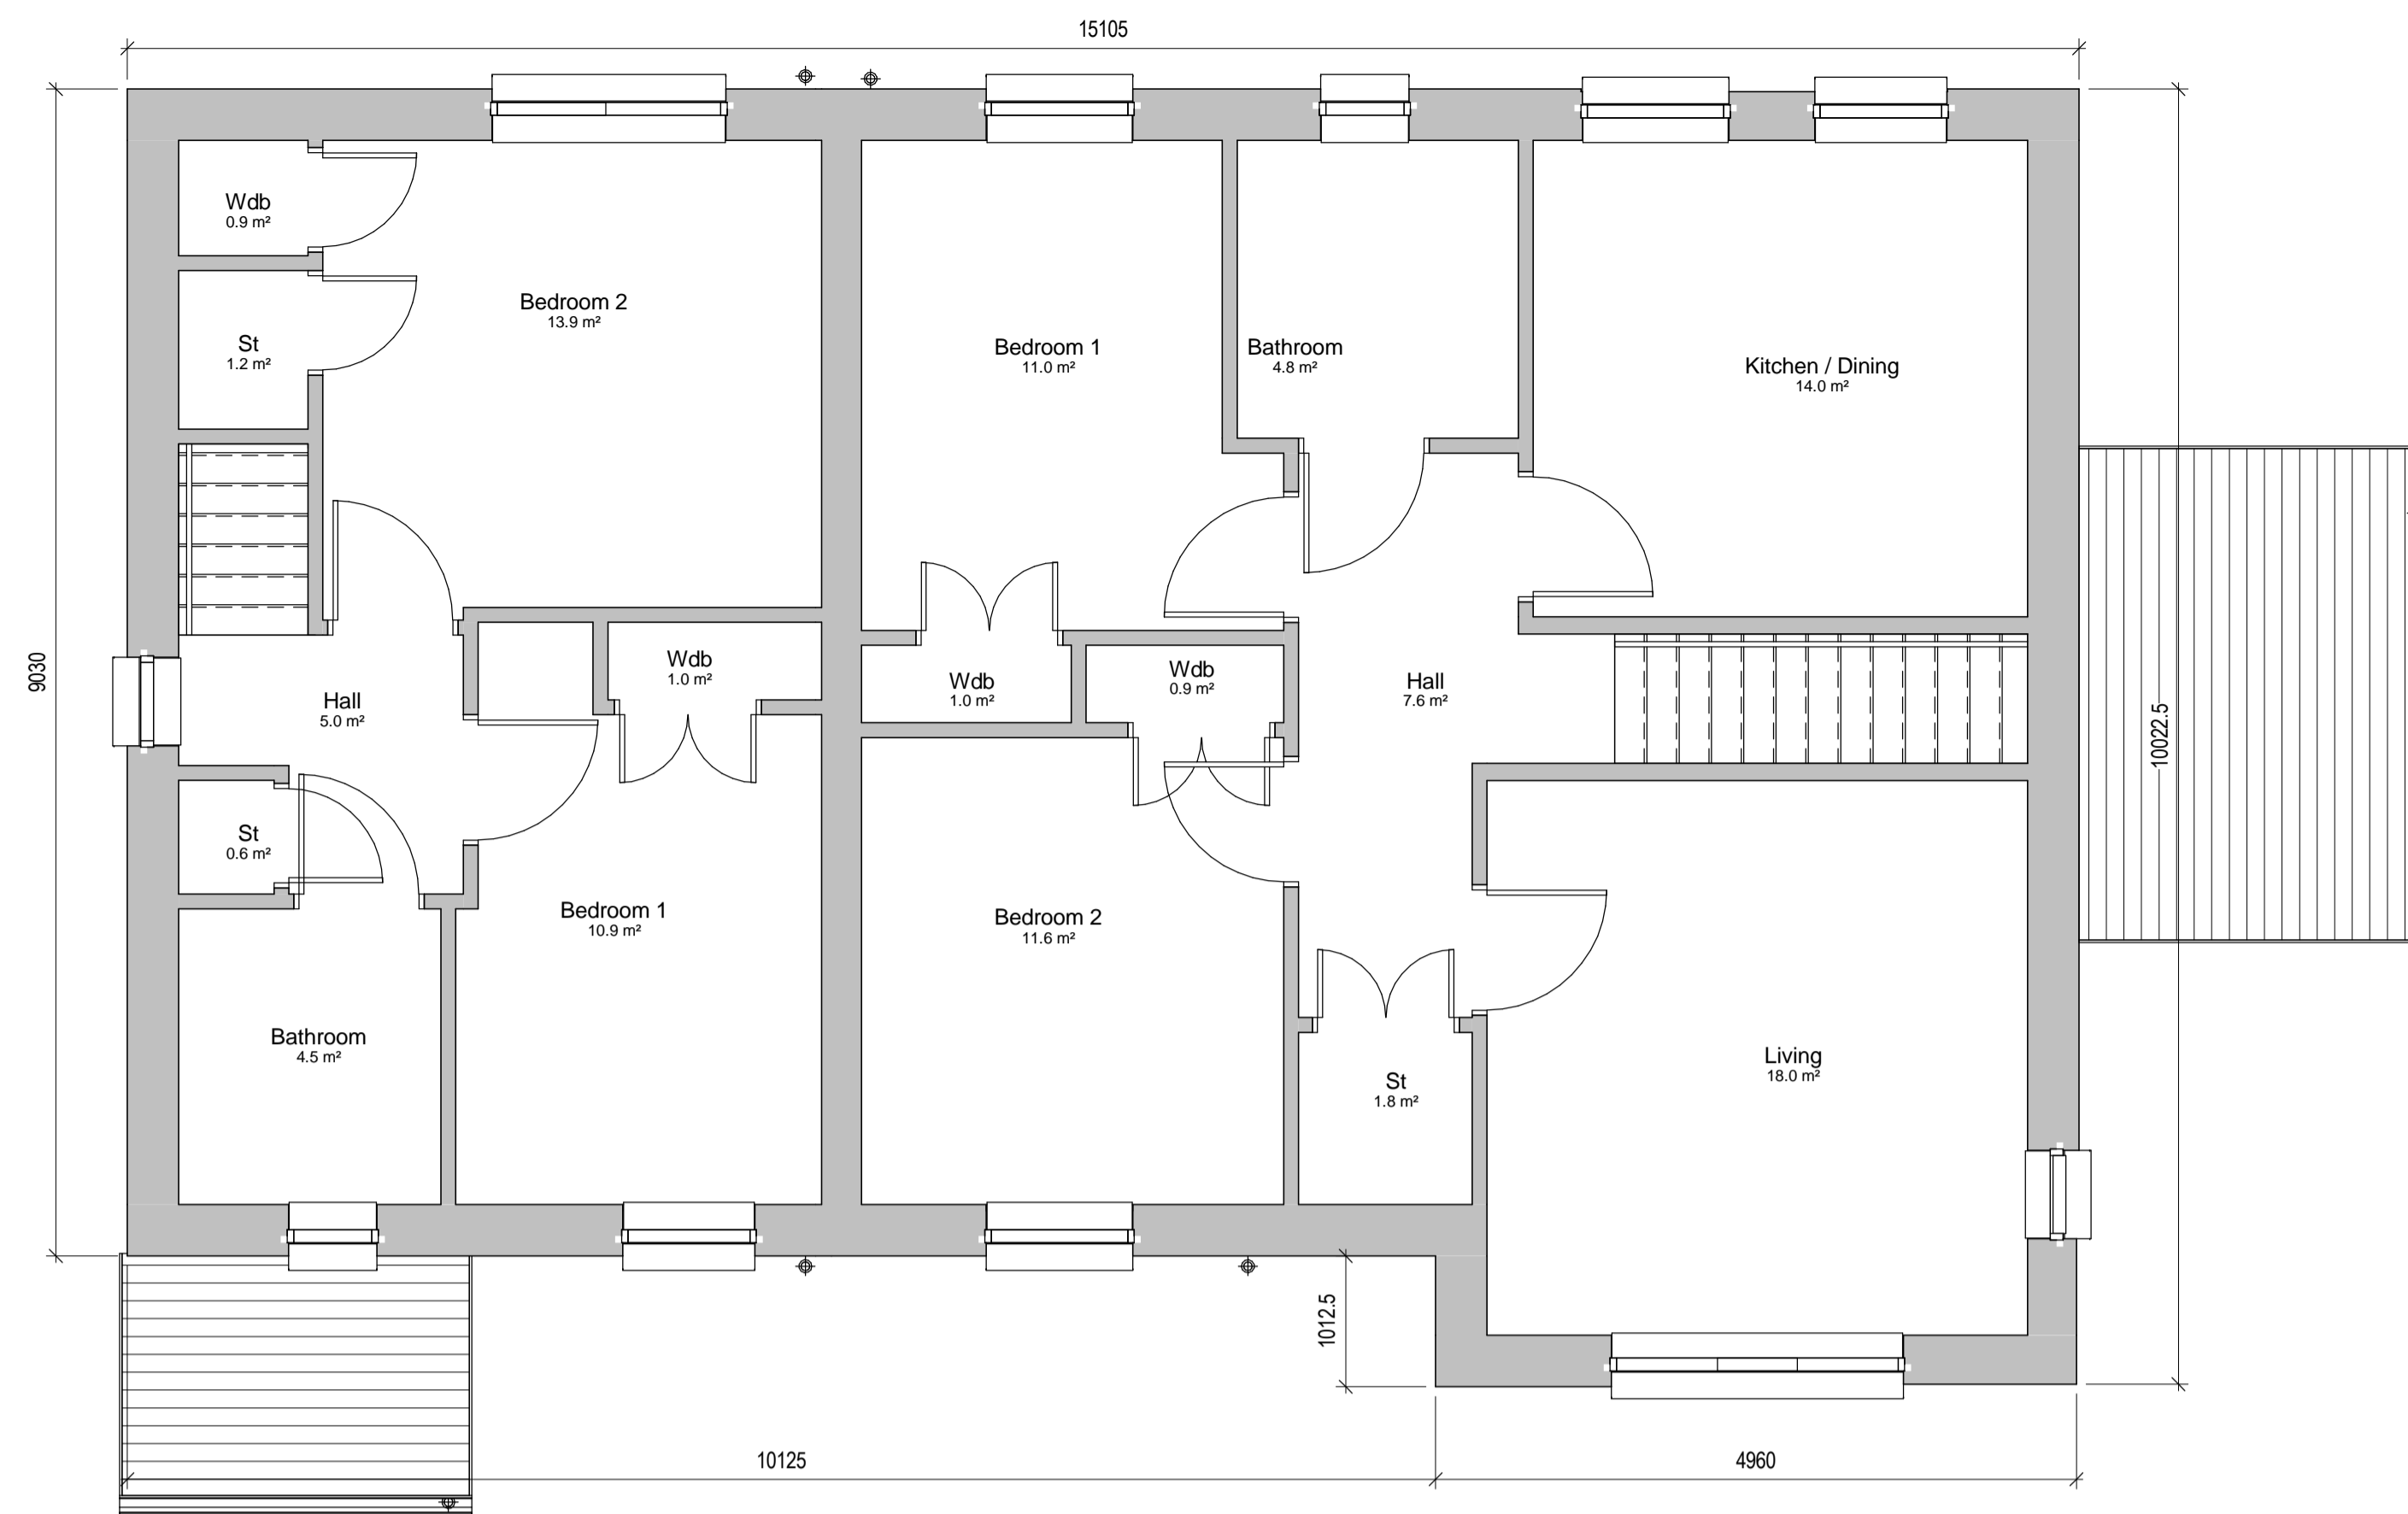 15105
Wdb
0.9 m²
Bedroom 2
13.9 m²
St
1.2 m²
Bedroom 1
11.0 m²
Bathroom
4.8 m²
Kitchen / Dining
14.0 m²
9030
Hall
5.0 m²
Wdb
1.0 m²
Wdb
1.0 m²
Wdb
0.9 m²
Hall
7.6 m²
10022.5
St
0.6 m²
Bedroom 1
10.9 m²
Bedroom 2
11.6 m²
Bathroom
4.5 m²
St
1.8 m²
Living
18.0 m²
10112.5
10125
4960